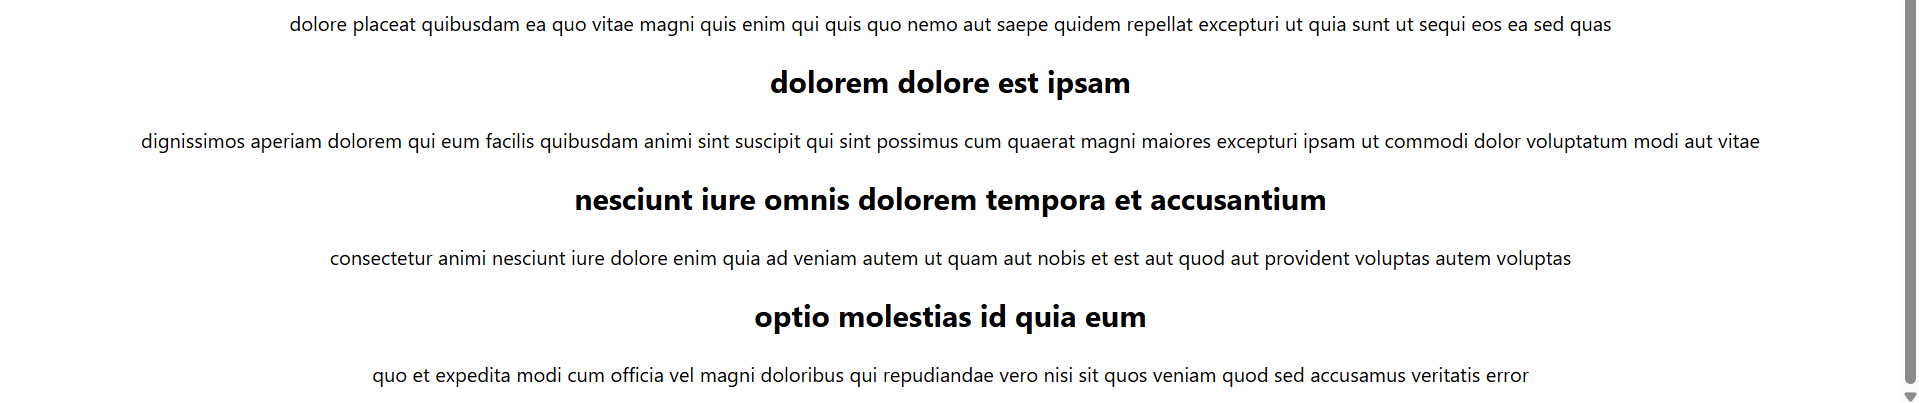 dolore placeat quibusdam ea quo vitae magni quis enim qui quis quo nemo aut saepe quidem repellat excepturi ut quia sunt ut sequi eos ea sed quas
dolorem dolore est ipsam
dignissimos aperiam dolorem qui eum facilis quibusdam animi sint suscipit qui sint possimus cum quaerat magni maiores excepturi ipsam ut commodi dolor voluptatum modi aut vitae
nesciunt iure omnis dolorem tempora et accusantium
consectetur animi nesciunt iure dolore enim quia ad veniam autem ut quam aut nobis et est aut quod aut provident voluptas autem voluptas
optio molestias id quia eum
quo et expedita modi cum officia vel magni doloribus qui repudiandae vero nisi sit quos veniam quod sed accusamus veritatis error